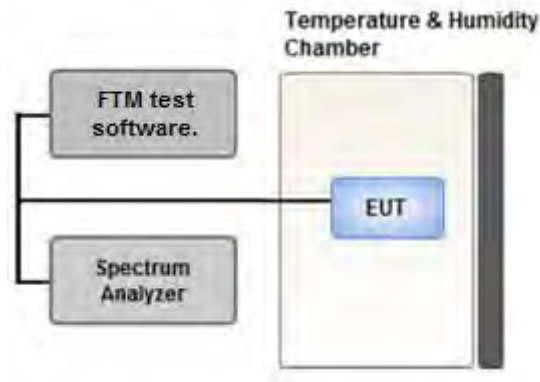 Temperature & Humidity
Chamber
FTM test
software.
EUT
Spectrum
Analyzer